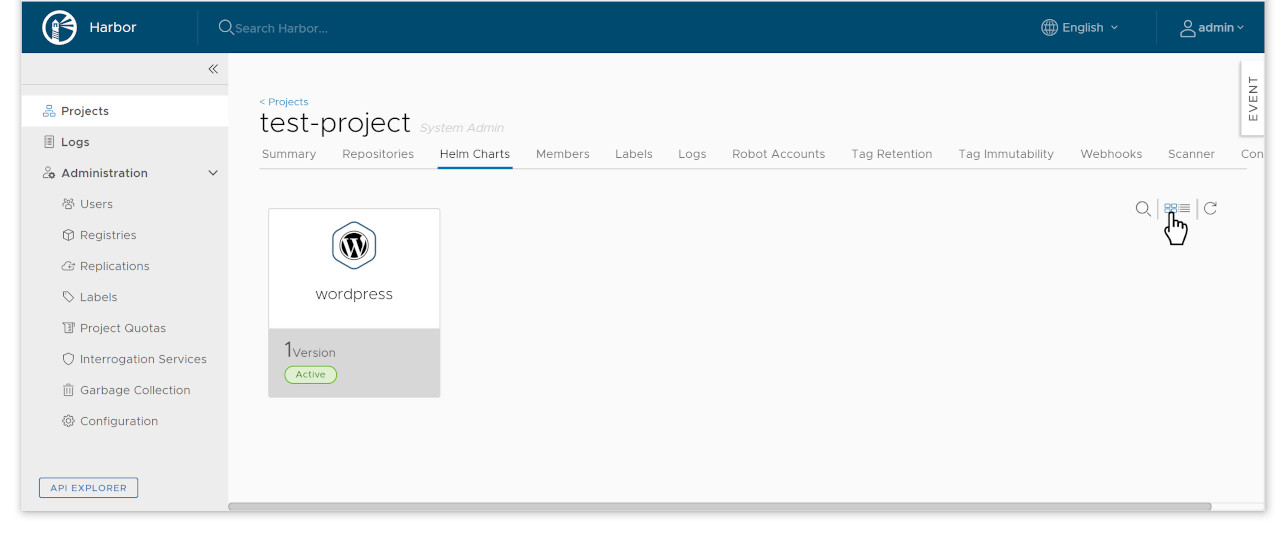 Harbor
Search Harbor...
English
admin
EVENT
Projects
Logs
Administration
Users
Registries
Replications
Labels
Project Quotas
Interrogation Services
Garbage Collection
Configuration
API EXPLORER
< Projects
test-project System Admin
Summary Repositories Helm Charts Members Labels Logs Robot Accounts Tag Retention Tag Immutability Webhooks Scanner Con
wordpress
1 Version
Active